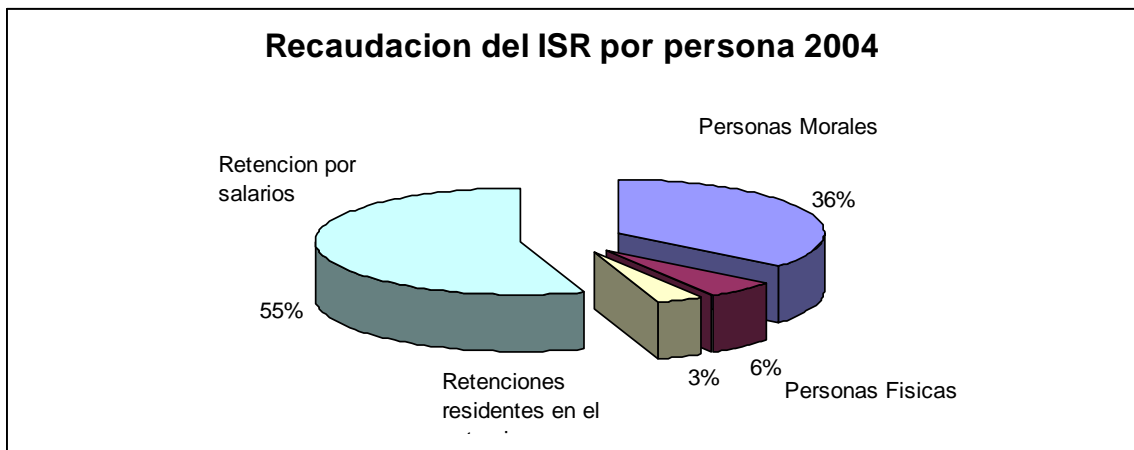 Recaudacion del ISR por persona 2004
Personas Morales
Retencion por
salarios
36%
55%
Retenciones
residentes en el
3%
6%
Personas Fisicas